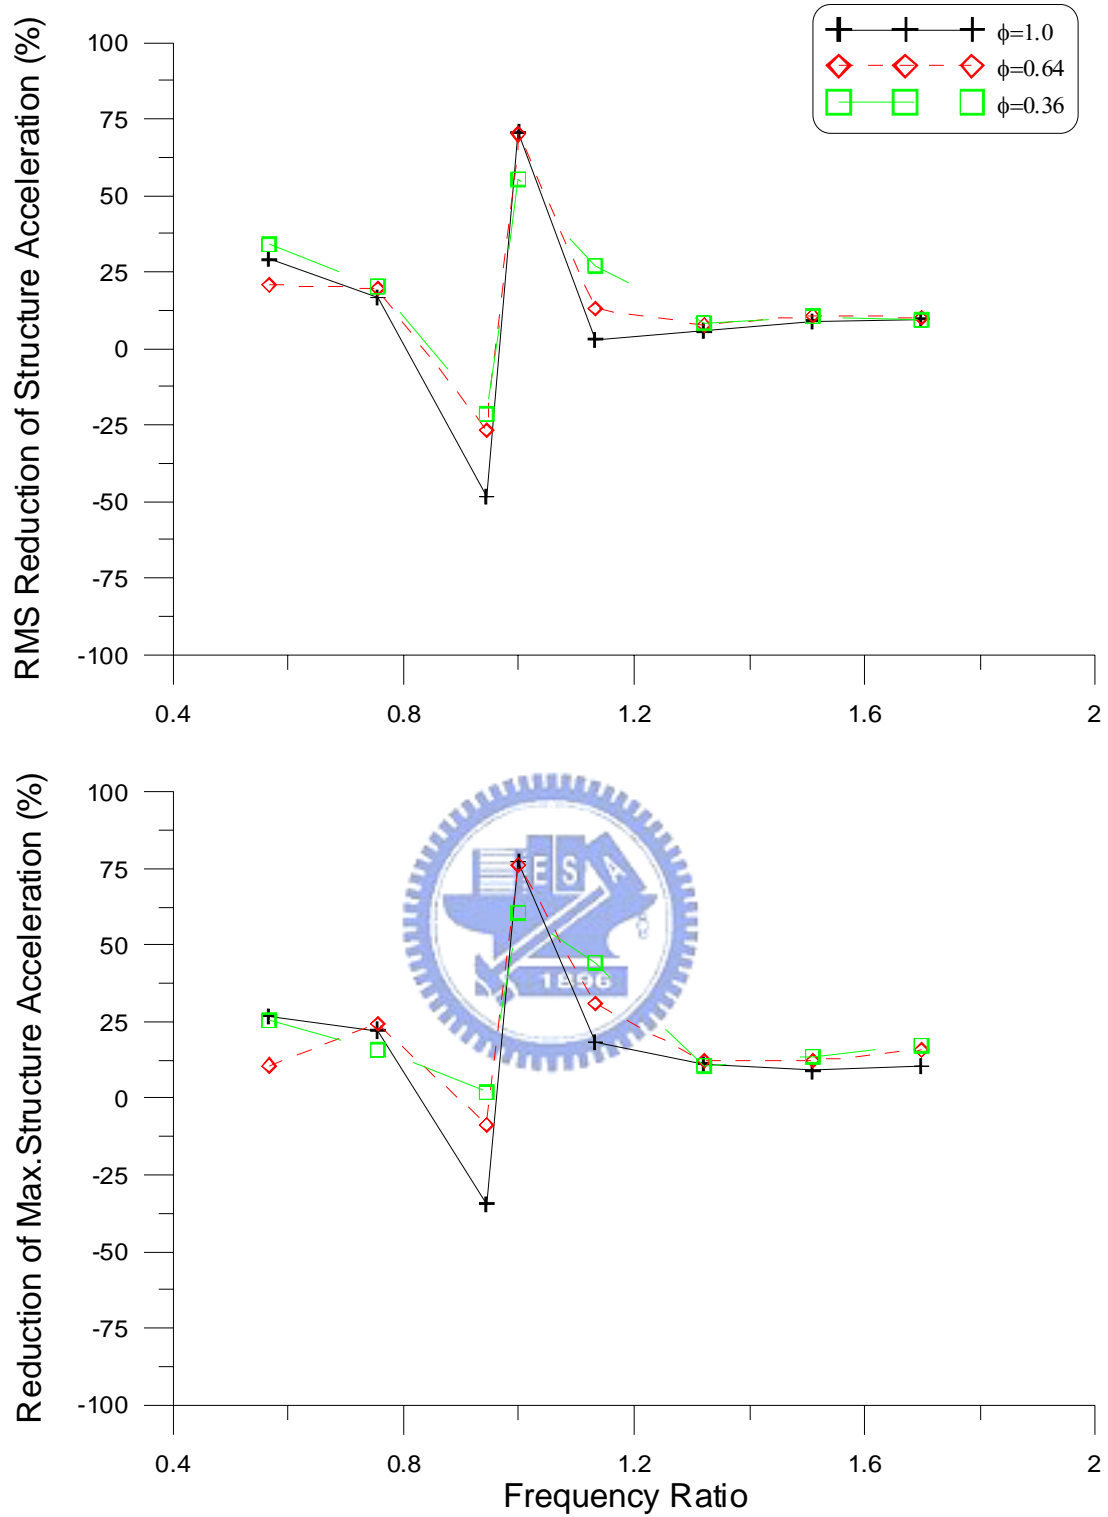 ϕ=1.0
ϕ=0.64
ϕ=0.36
RMS Reduction of Structure Acceleration (%)
100
75
50
25
0
-25
-50
-75
-100
0.4 0.8 1.2 1.6 2
Reduction of Max.Structure Acceleration (%)
100
75
50
25
0
-25
-50
-75
-100
E S A
1896
0.4 0.8 1.2 1.6 2
Frequency Ratio